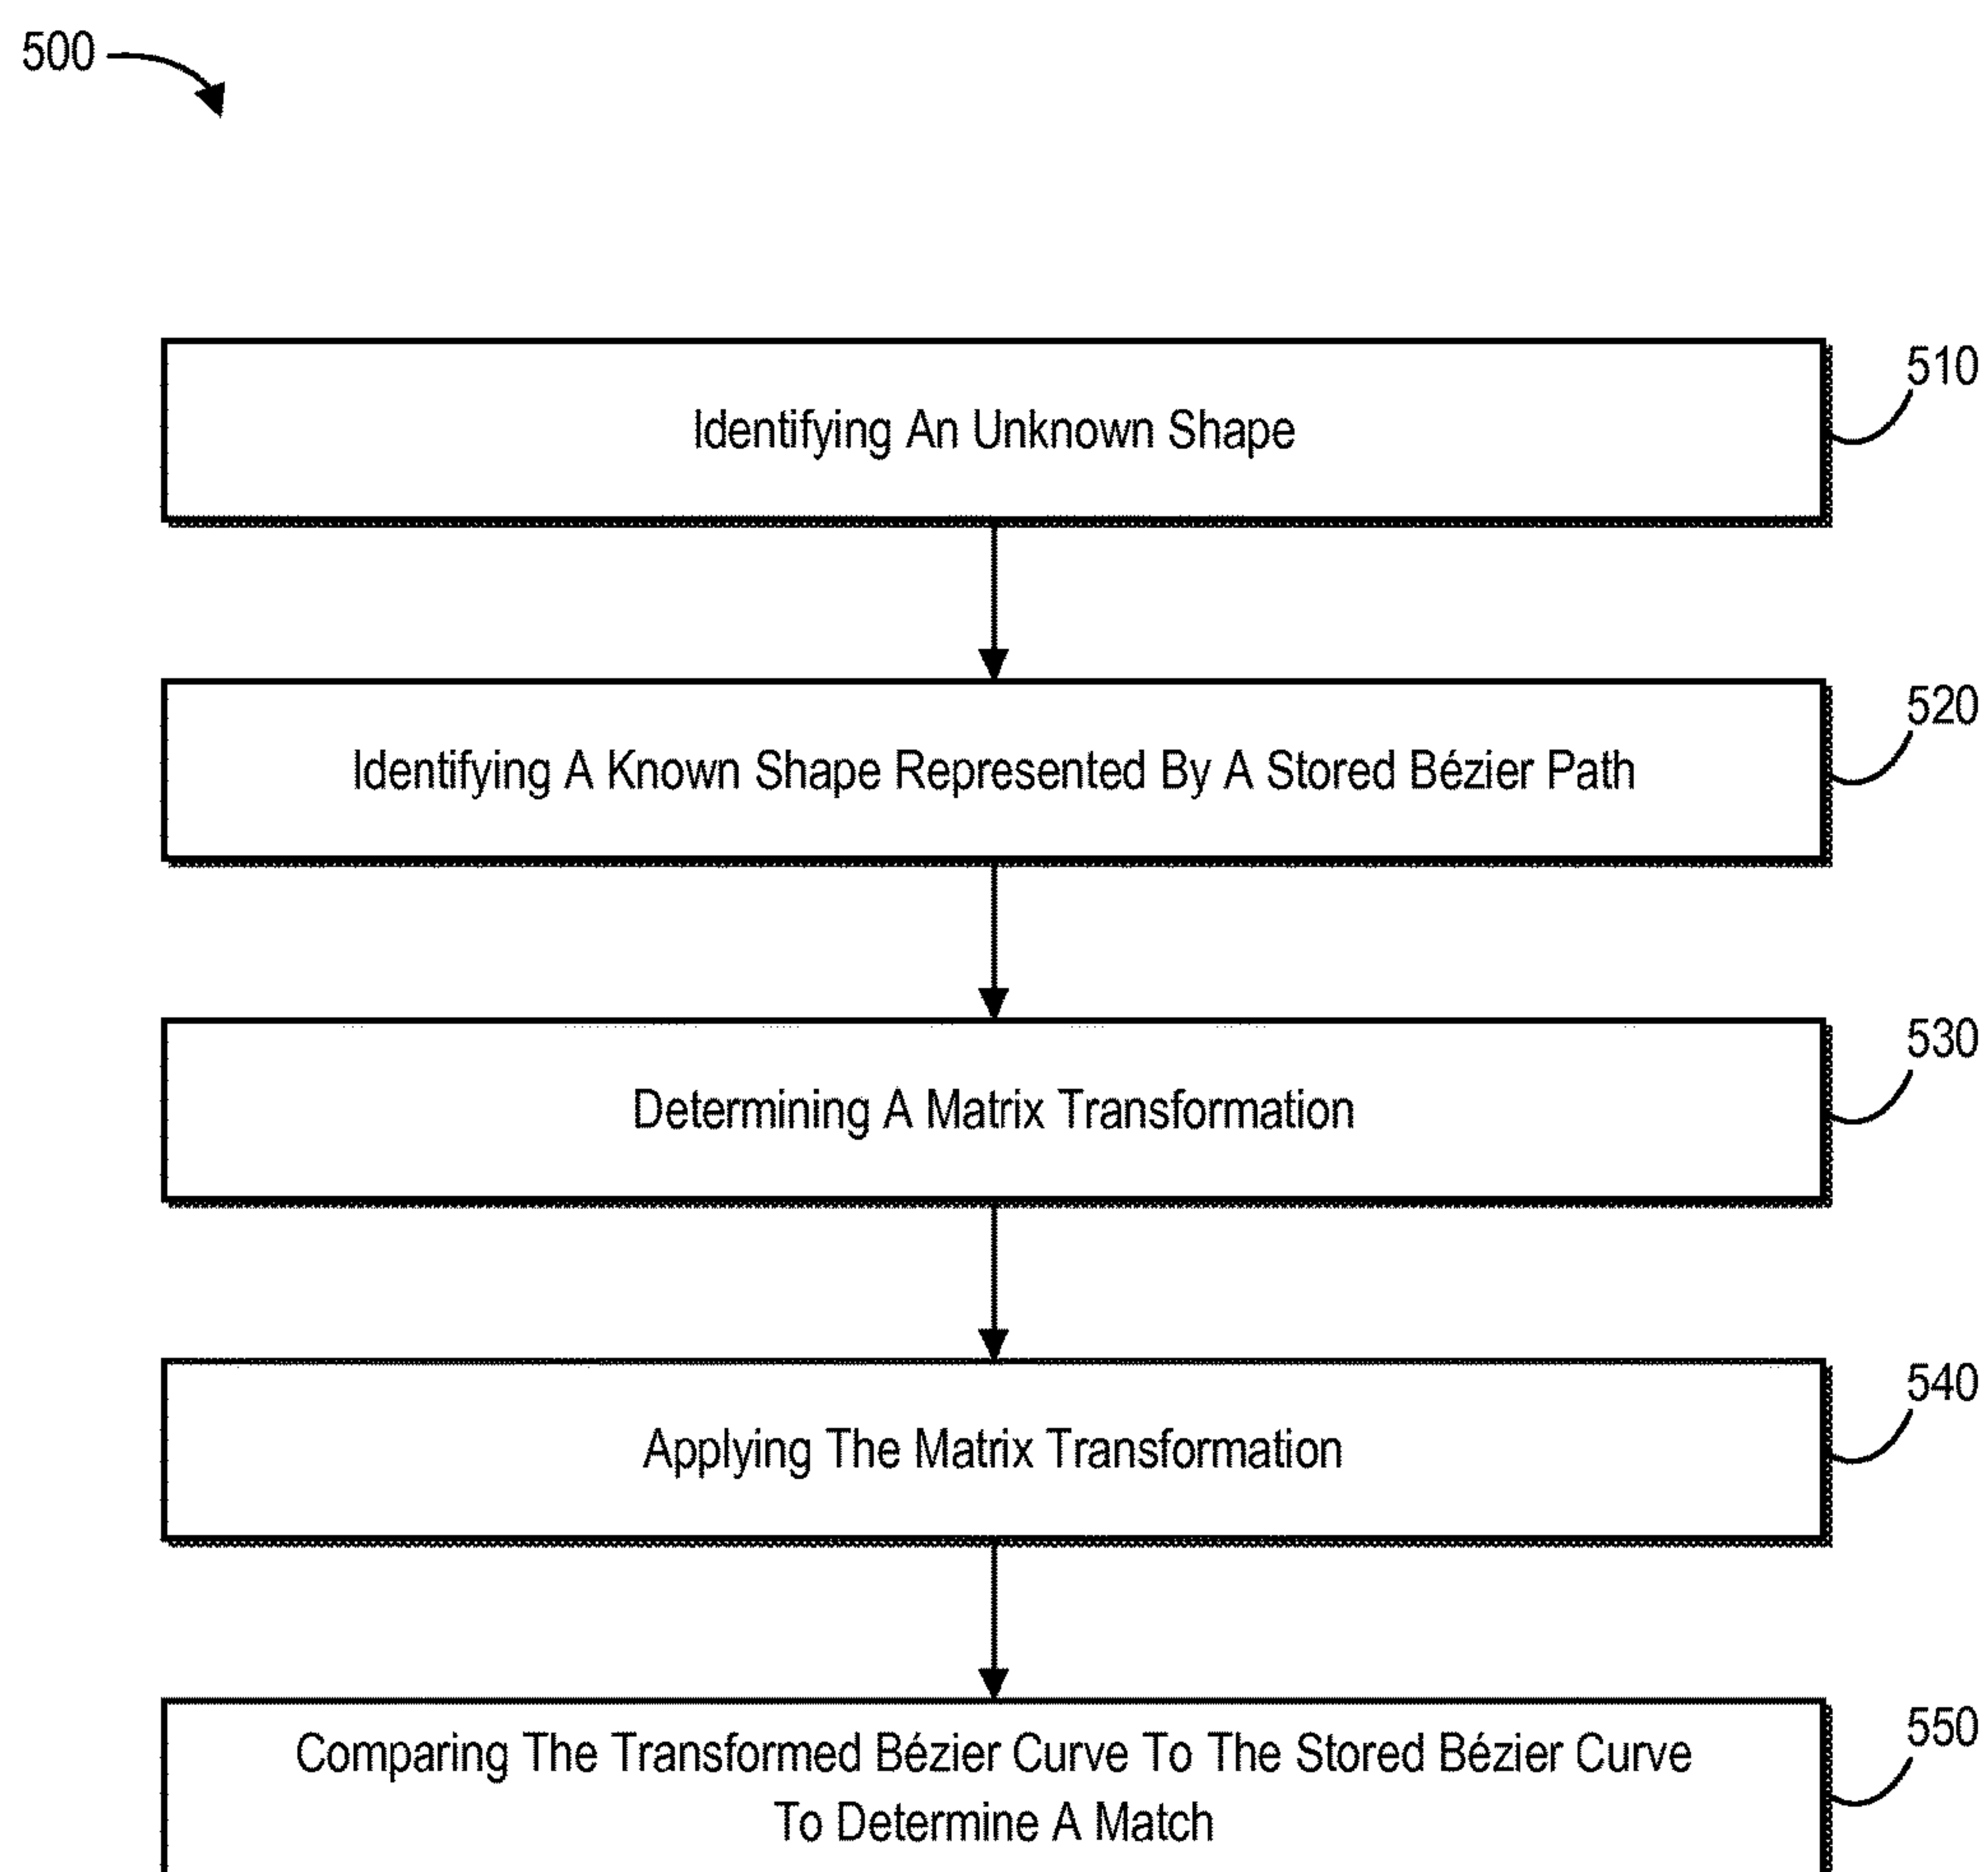 500
510
Identifying An Unknown Shape
520
Identifying A Known Shape Represented By A Stored Bézier Path
530
Determining A Matrix Transformation
540
Applying The Matrix Transformation
550
Comparing The Transformed Bézier Curve To The Stored Bézier Curve
To Determine A Match